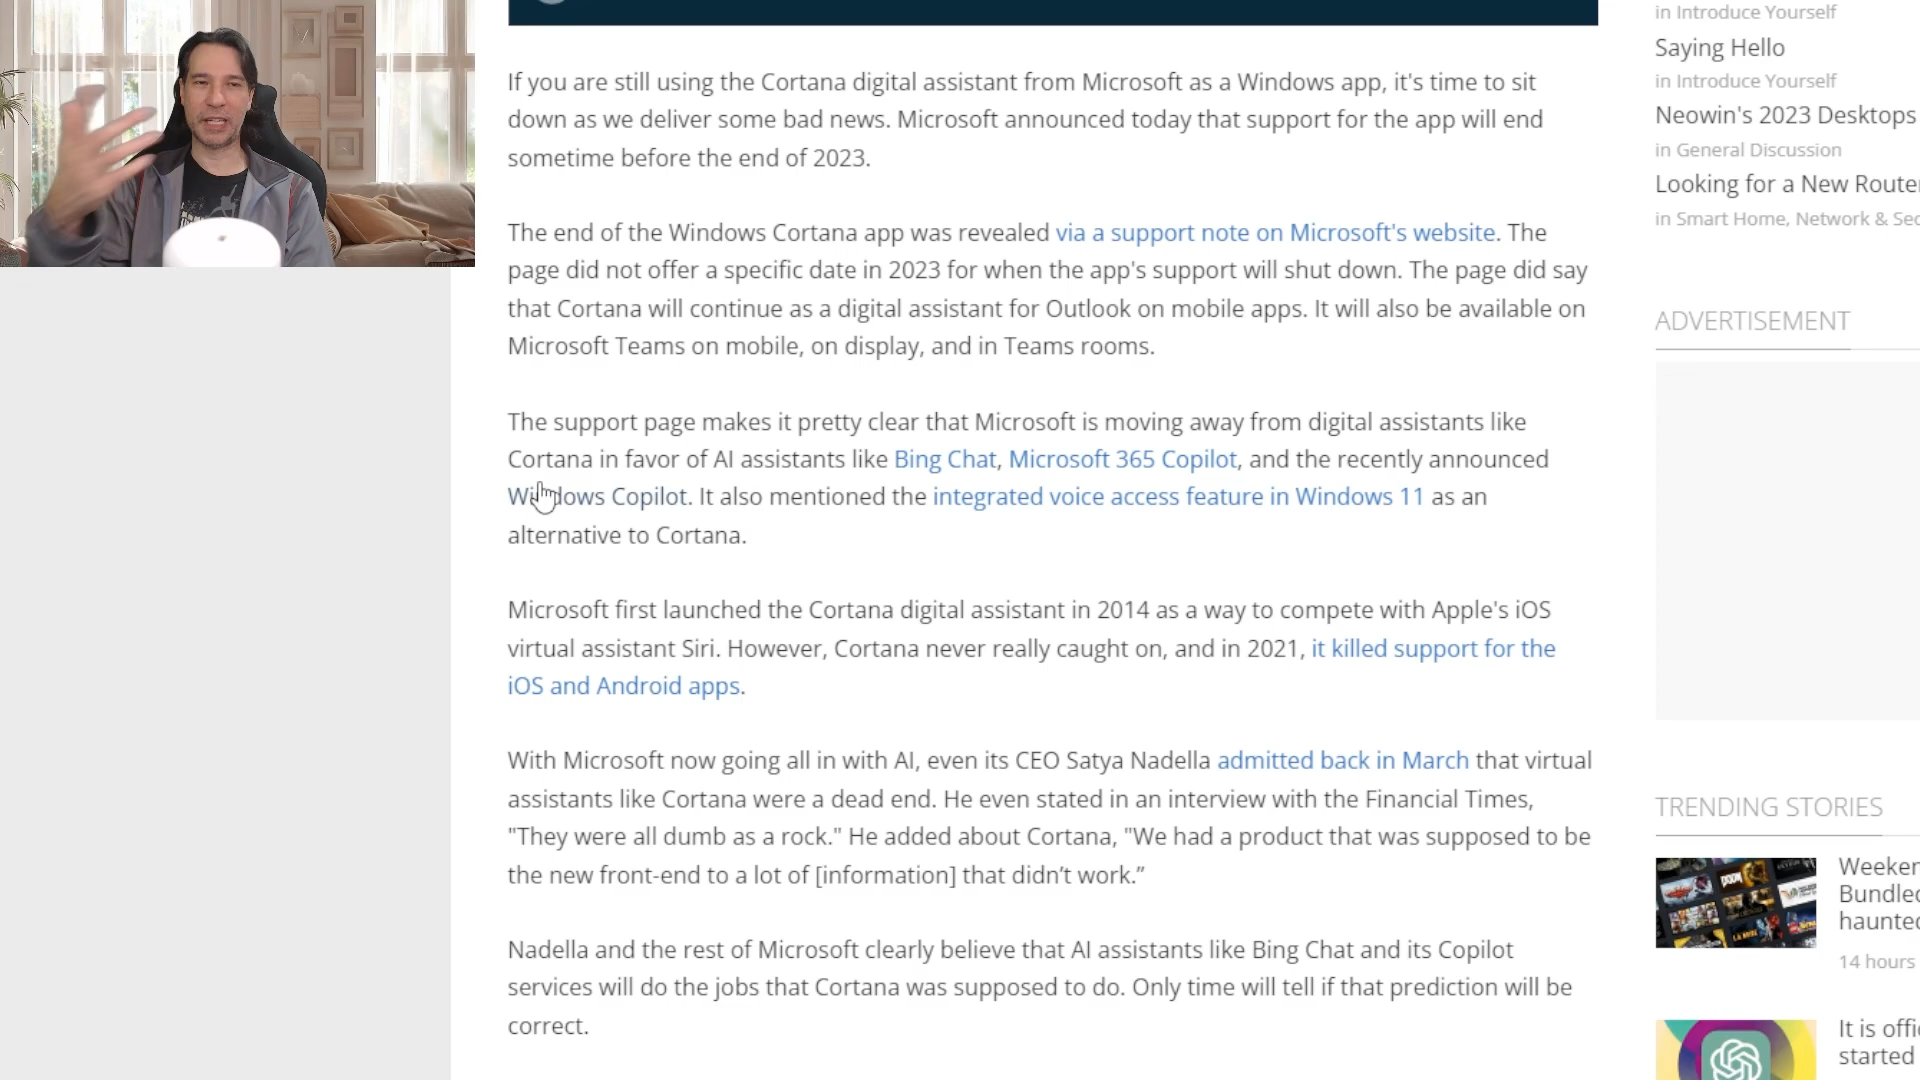 If you are still using the Cortana digital assistant from Microsoft as a Windows app, it's time to sit
down as we deliver some bad news. Microsoft announced today that support for the app will end
sometime before the end of 2023.
The end of the Windows Cortana app was revealed via a support note on Microsoft's website. The
page did not offer a specific date in 2023 for when the app's support will shut down. The page did say
that Cortana will continue as a digital assistant for Outlook on mobile apps. It will also be available on
Microsoft Teams on mobile, on display, and in Teams rooms.
The support page makes it pretty clear that Microsoft is moving away from digital assistants like
Cortana in favor of AI assistants like Bing Chat, Microsoft 365 Copilot, and the recently announced
Windows Copilot. It also mentioned the integrated voice access feature in Windows 11 as an
alternative to Cortana.
Microsoft first launched the Cortana digital assistant in 2014 as a way to compete with Apple's iOS
virtual assistant Siri. However, Cortana never really caught on, and in 2021, it killed support for the
iOS and Android apps.
With Microsoft now going all in with AI, even its CEO Satya Nadella admitted back in March that virtual
assistants like Cortana were a dead end. He even stated in an interview with the Financial Times,
"They were all dumb as a rock." He added about Cortana, "We had a product that was supposed to be
the new front-end to a lot of [information] that didn’t work.”
Nadella and the rest of Microsoft clearly believe that AI assistants like Bing Chat and its Copilot
services will do the jobs that Cortana was supposed to do. Only time will tell if that prediction will be
correct.
in Introduce Yourself
Saying Hello
in Introduce Yourself
Neowin's 2023 Desktops
in General Discussion
Looking for a New Router
in Smart Home, Network & Sec
ADVERTISEMENT
TRENDING STORIES
DOOM
Weeken
Bundled
haunted
14 hours
It is offi
started